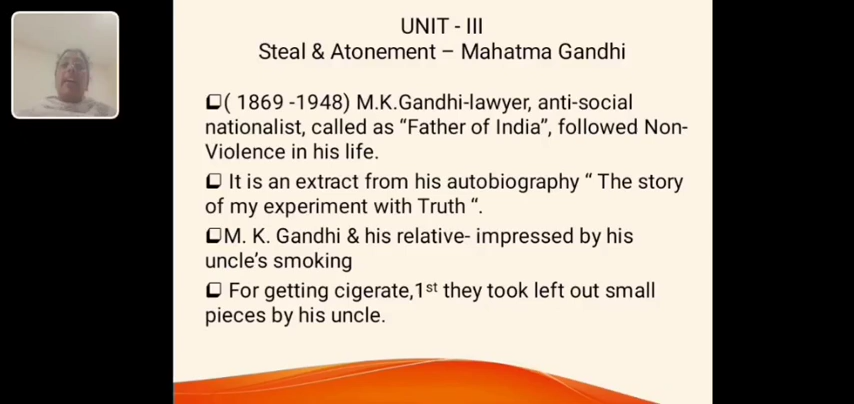 UNIT - III
Steal & Atonement – Mahatma Gandhi
❑( 1869 -1948) M.K.Gandhi-lawyer, anti-social
nationalist, called as “Father of India”, followed Non-
Violence in his life.
❑ It is an extract from his autobiography “ The story
of my experiment with Truth “.
❑M. K. Gandhi & his relative- impressed by his
uncle’s smoking
❑ For getting cigerate,1st they took left out small
pieces by his uncle.